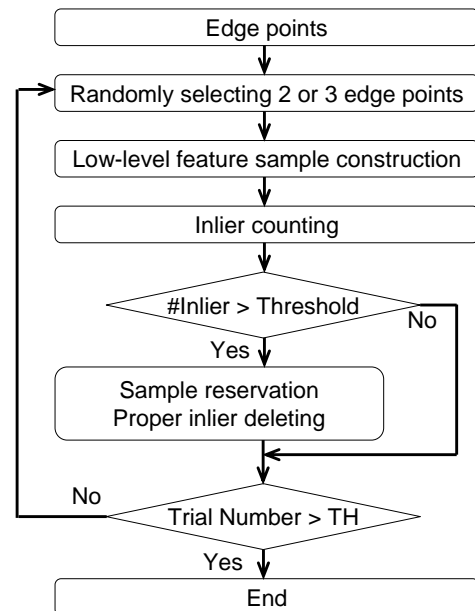 Edge points
Randomly selecting 2 or 3 edge points
Low-level feature sample construction
Inlier counting
#Inlier > Threshold
No
Yes
Sample reservation
Proper inlier deleting
No
Trial Number > TH
Yes
End